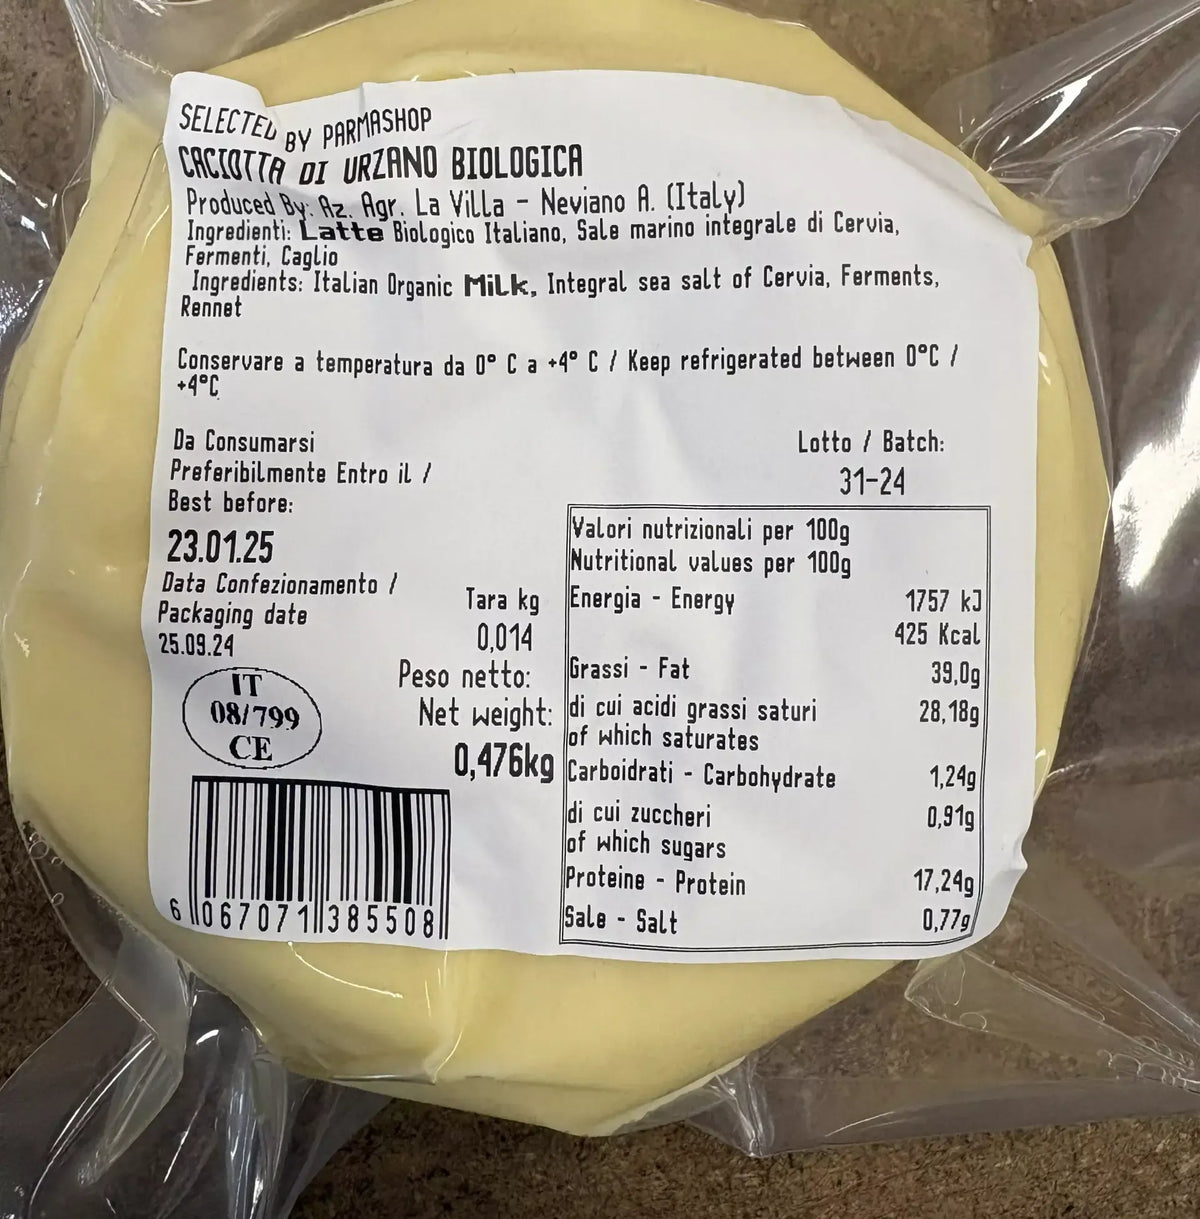 SELECTED BY PARMASHOP
CACIOTTA DI URZANO BIOLOGICA
Produced By: Az. Agr. La Villa - Neviano A. (Italy)
Ingredienti: Latte Biologico Italiano, Sale marino integrale di Cervia,
Fermenti, Caglio
Ingredients: Italian Organic Milk, Integral sea salt of Cervia, Ferments,
Rennet
Conservare a temperatura da 0° C a +4° C / Keep refrigerated between 0°C /
+4°C
Da Consumarsi
Preferibilmente Entro il /
Best before:
23.01.25
Data Confezionamento /
Packaging date
25.09.24
IT
08/799
CE
6 067071 385508
Tara kg
0,014
Peso netto:
Net weight:
0,476kg
Lotto / Batch:
31-24
Valori nutrizionali per 100g
Nutritional values per 100g
Energia - Energy 1757 kJ
425 Kcal
Grassi - Fat 39,0g
di cui acidi grassi saturi 28,18g
of which saturates
Carboidrati - Carbohydrate 1,24g
di cui zuccheri 0,91g
of which sugars
Proteine - Protein 17,24g
Sale - Salt 0,77g